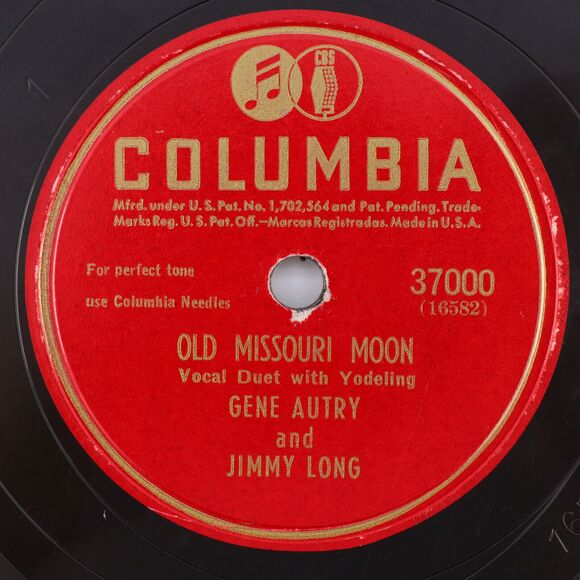 CBS
COLUMBIA
Mfrd. under U.S. Pat. No. 1,702,564 and Pat. Pending. Trade-
Marks Reg. U.S. Pat. Off.—Marcas Registradas. Made in U.S.A.
For perfect tone
use Columbia Needles
37000
(16582)
OLD MISSOURI MOON
Vocal Duet with Yodeling
GENE AUTRY
and
JIMMY LONG
1